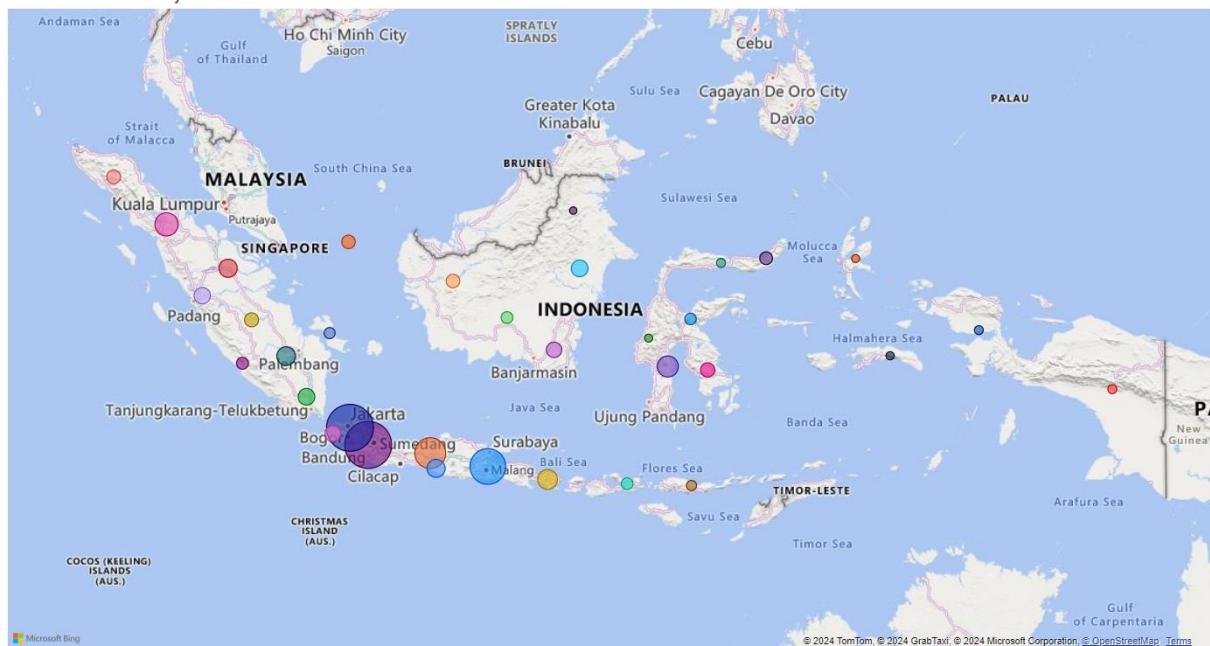 Andaman Sea
Gulf
of Thailand
Ho Chi Minh City
Saigon
SPRATLY
ISLANDS
Cebu
Sulu Sea
Cagayan De Oro City
Davao
PALAU
Strait
of Malacca
Greater Kota
Kinabalu
South China Sea
BRUNEI
MALAYSIA
Kuala Lumpur
Putrajaya
Sulawesi Sea
SINGAPORE
Molucca
Sea
INDONESIA
Padang
Halmahera Sea
Palembang
Banjarmasin
Tanjungkarang-Telukbetung
Java Sea
Ujung Pandang
Banda Sea
PA
New
Guinea
Jakarta
Bogo
Sumedang
Surabaya
Bandung
Cilacap
Malang
Bali Sea
Flores Sea
TIMOR-LESTE
Arafura Sea
Savu Sea
Timor Sea
CHRISTMAS
ISLAND
(AUS.)
COCOS (KEELING)
ISLANDS
(AUS.)
Gulf
of Carpentaria
Microsoft Bing
© 2024 TomTom, © 2024 GrabTaxi, © 2024 Microsoft Corporation, © OpenStreetMap Terms